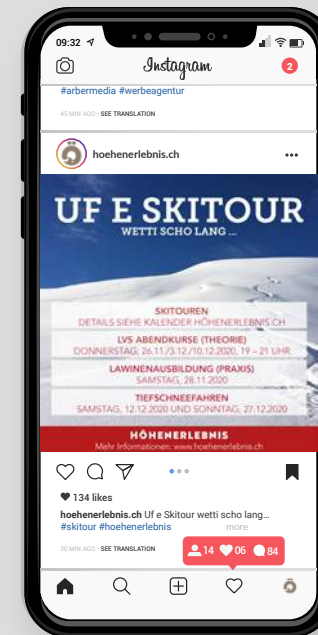 09:32
Instagram
2
#arbermedia #werbeagentur
45 MIN AGO · SEE TRANSLATION
hoehenerlebnis.ch
UF E SKITOUR
WETTI SCHO LANG ...
SKITOUREN
DETAILS SIEHE KALENDER HÖHENERLEBNIS.CH
LVS ABENDKURSE (THEORIE)
DONNERSTAG, 26.11./3.12./10.12.2020, 19 – 21 UHR
LAWINENAUSBILDUNG (PRAXIS)
SAMSTAG, 28.11.2020
TIEFSCHNEEFAHREN
SAMSTAG, 12.12.2020 UND SONNTAG, 27.12.2020
HÖHENERLEBNIS
Mehr Informationen: www.hoehenerlebnis.ch
134 likes
hoehenerlebnis.ch Uf e Skitour wetti scho lang...
#skitour #hoehenerlebnis more
30 MIN AGO · SEE TRANSLATION
14 06 84